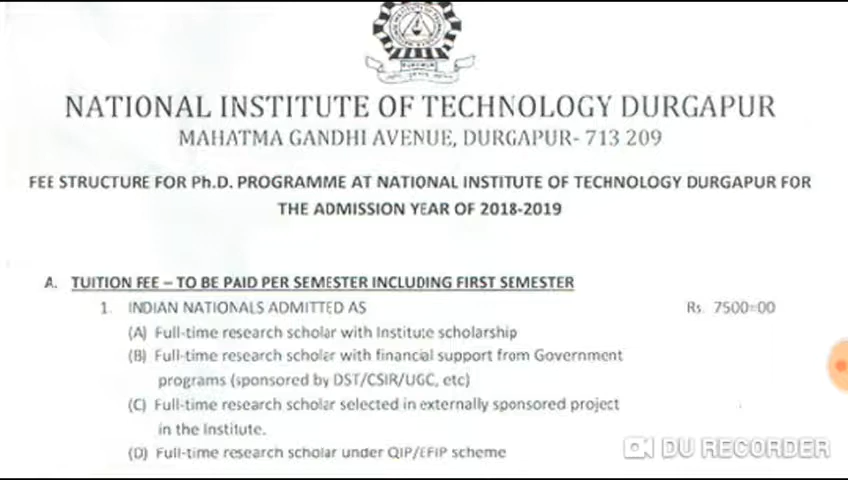 NATIONAL INSTITUTE OF TECHNOLOGY DURGAPUR
MAHATMA GANDHI AVENUE, DURGAPUR- 713 209
FEE STRUCTURE FOR Ph.D. PROGRAMME AT NATIONAL INSTITUTE OF TECHNOLOGY DURGAPUR FOR
THE ADMISSION YEAR OF 2018-2019
A. TUITION FEE – TO BE PAID PER SEMESTER INCLUDING FIRST SEMESTER
1. INDIAN NATIONALS ADMITTED AS Rs. 7500=00
(A) Full-time research scholar with Institute scholarship
(B) Full-time research scholar with financial support from Government
programs (sponsored by DST/CSIR/UGC, etc)
(C) Full-time research scholar selected in externally sponsored project
in the Institute.
(D) Full-time research scholar under QIP/EFIP scheme
DU RECORDER